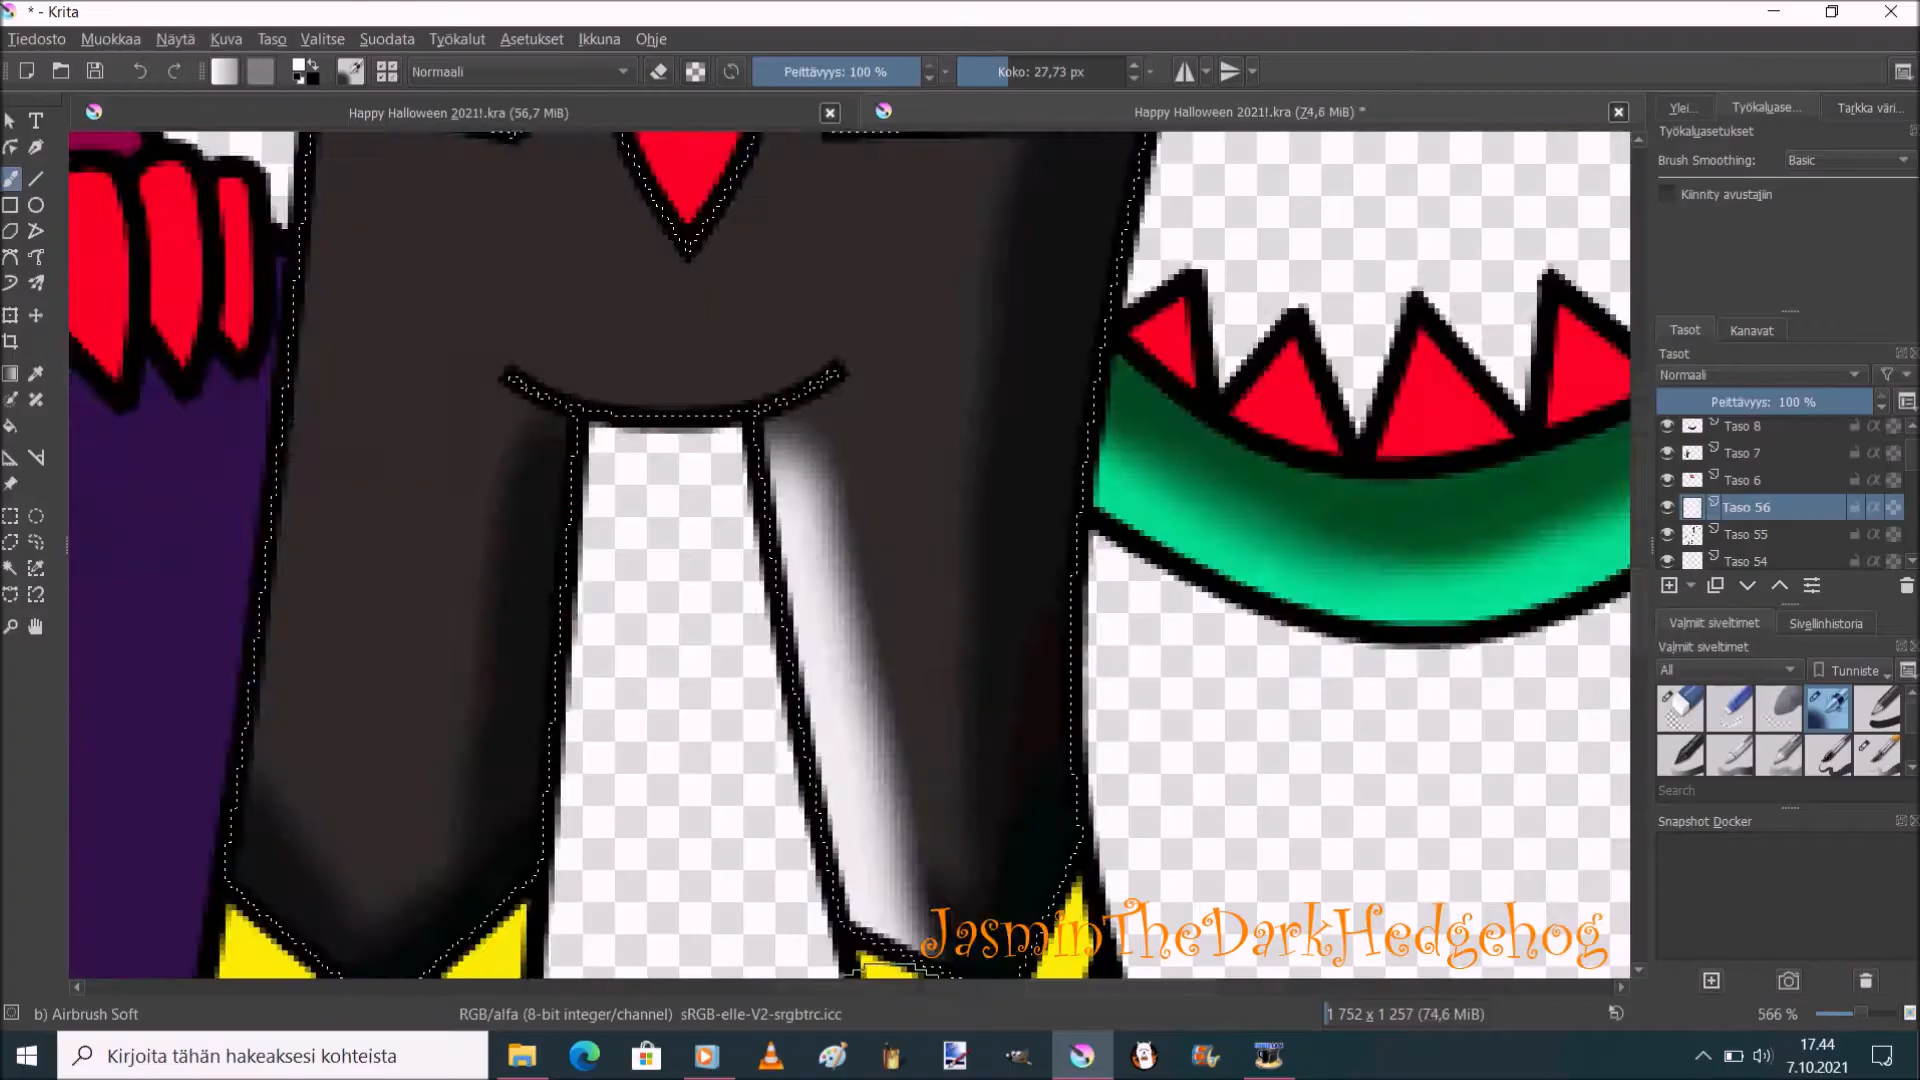 * - Krita
Tiedosto Muokkaa Näytä Kuva Taso Valitse Suodata Työkalut Asetukset Ikkuna Ohje
Normaali Peittävyys: 100 % Koko: 27,73 px
Happy Halloween 2021!.kra (56,7 MiB) Happy Halloween 2021!.kra (74,6 MiB) *
Ylei... Työkaluase... Tarkka väri...
Työkaluasetukset
Brush Smoothing: Basic
Kiinnity avustajiin
Tasot Kanavat
Tasot
Normaali
Peittävyys: 100 %
Taso 8
Taso 7
Taso 6
Taso 56
Taso 55
Taso 54
Valmiit siveltimet Sivellinhistoria
Valmiit siveltimet
All Tunniste
Search
Snapshot Docker
JasminTheDarkHedgehog
b) Airbrush Soft RGB/alfa (8-bit integer/channel) sRGB-elle-V2-srgbtrc.icc 1 752 x 1 257 (74,6 MiB) 566 %
Kirjoita tähän hakeaksesi kohteista
17.44
7.10.2021